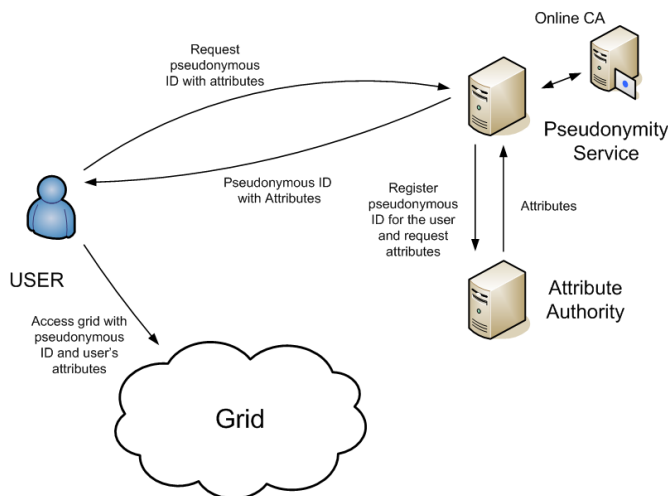 Online CA
Request
pseudonymous
ID with attributes
Pseudonymity
Service
Pseudonymous ID
with Attributes
Register
pseudonymous
ID for the user
and request
attributes
Attributes
USER
Attribute
Authority
Access grid with
pseudonymous
ID and user's
attributes
Grid